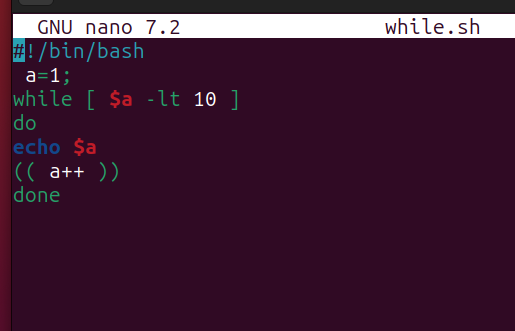 GNU nano 7.2 while.sh
#!/bin/bash
 a=1;
while [ $a -lt 10 ]
do
echo $a
(( a++ ))
done